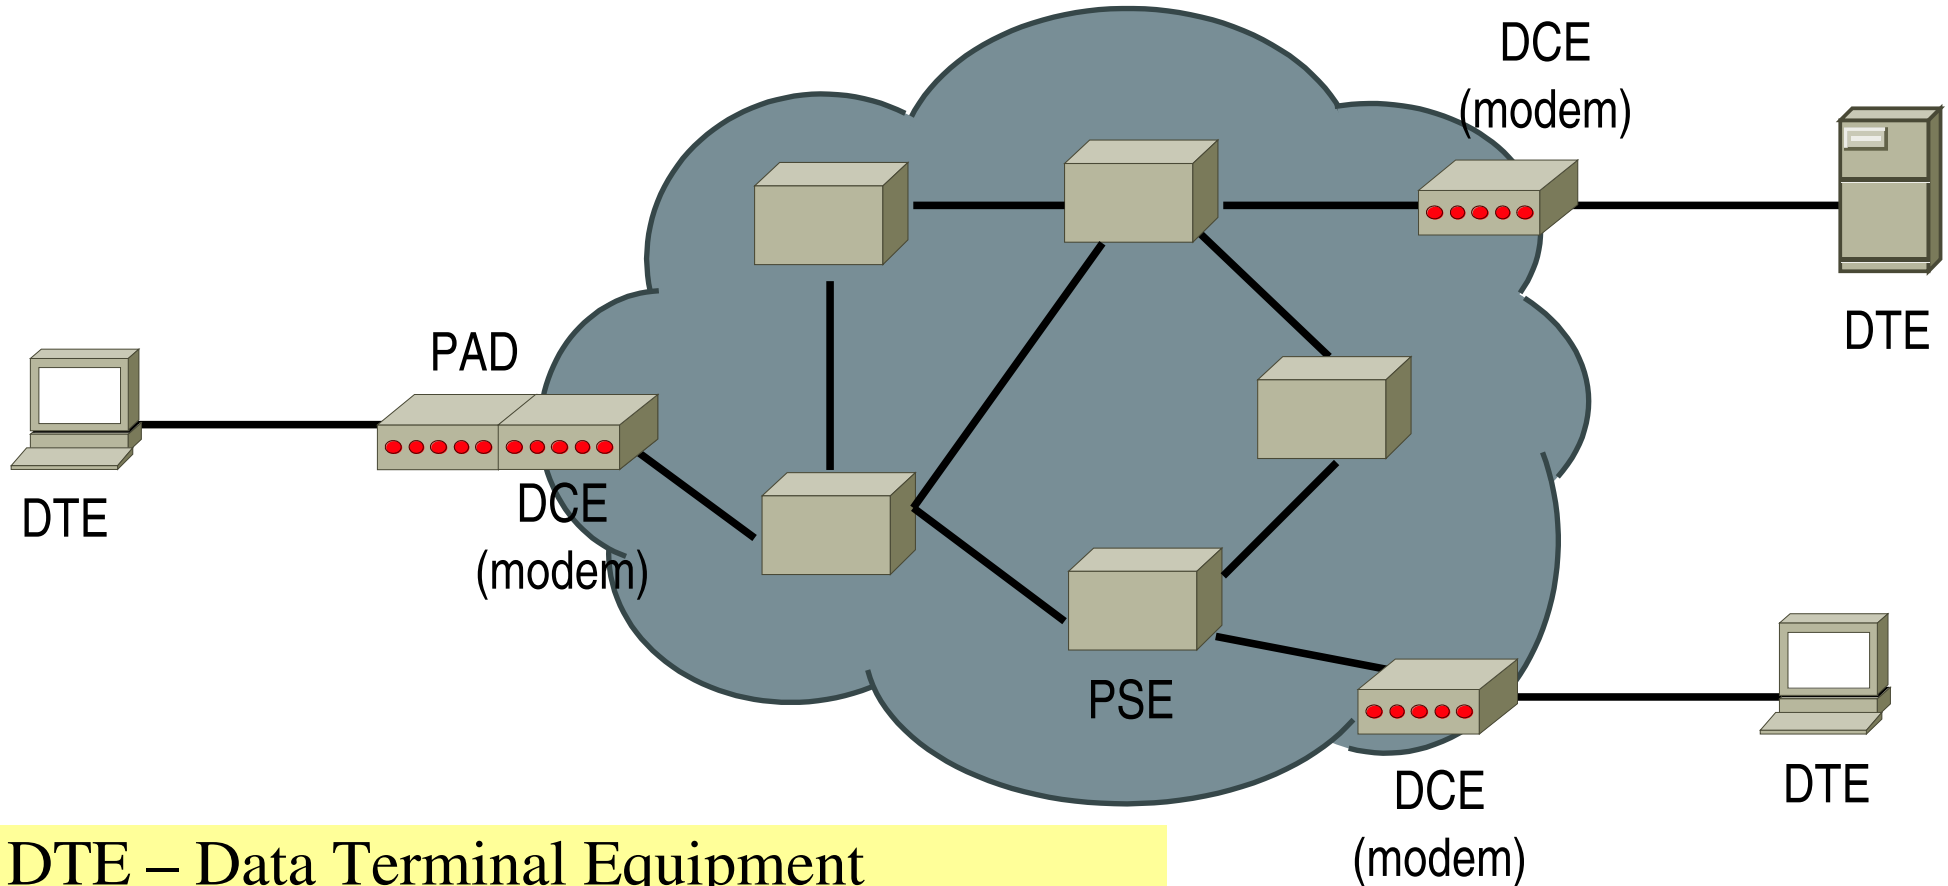 DCE
(modem)
DTE
PAD
DTE
DCE
(modem)
PSE
DCE
(modem)
DTE
DTE – Data Terminal Equipment